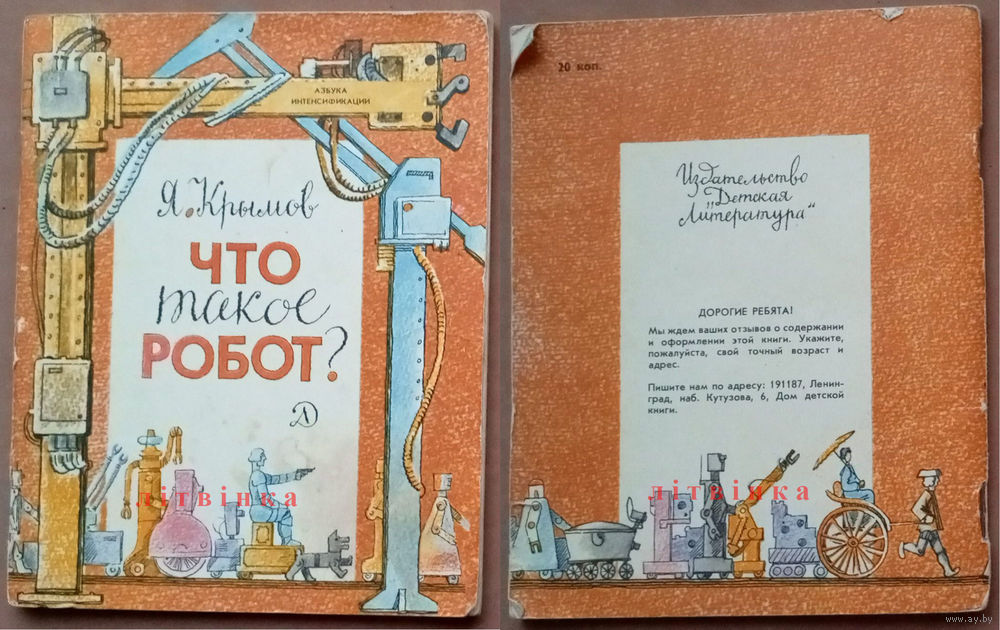 АЗБУКА
ИНТЕНСИФИКАЦИИ
Я. Крымов
ЧТО
такое
РОБОТ?
літвінка
20 коп.
Издательство
"Детская
Литература"
ДОРОГИЕ РЕБЯТА!
Мы ждем ваших отзывов о содержании
и оформлении этой книги. Укажите,
пожалуйста, свой точный возраст и
адрес.
Пишите нам по адресу: 191187, Ленин-
град, наб. Кутузова, 6, Дом детской
книги.
літвінка
www.ay.by